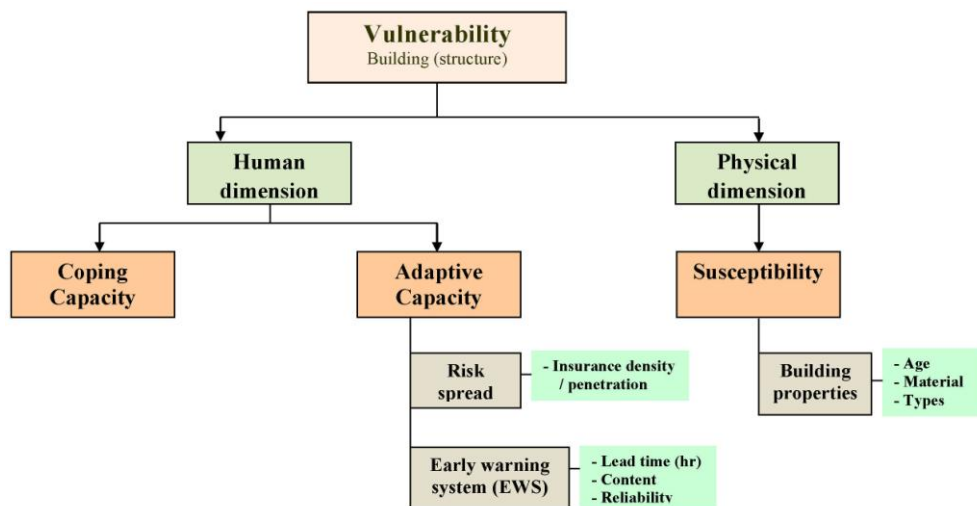 Vulnerability
Building (structure)
Human
dimension
Physical
dimension
Coping
Capacity
Adaptive
Capacity
Susceptibility
Risk
spread
- Insurance density
/ penetration
Building
properties
- Age
- Material
- Types
Early warning
system (EWS)
- Lead time (hr)
- Content
- Reliability